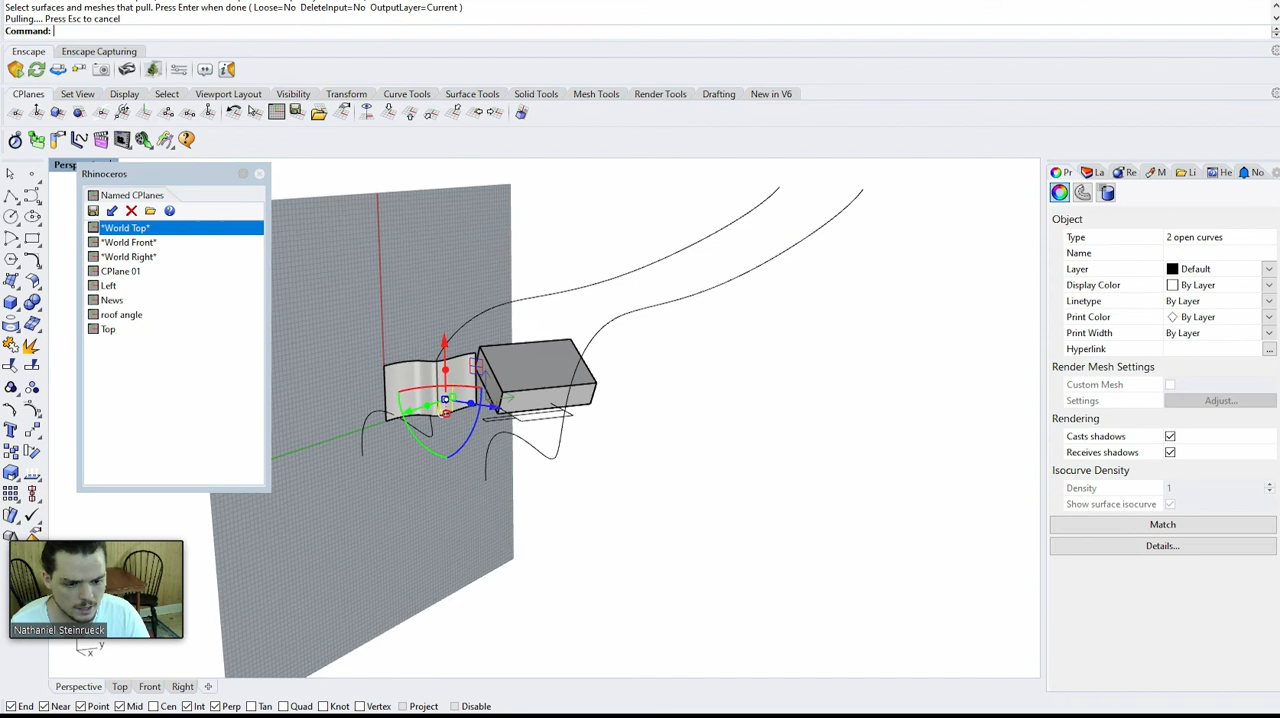 Select surfaces and meshes that pull. Press Enter when done ( Loose=No DeleteInput=No OutputLayer=Current )
Pulling.... Press Esc to cancel
Command:
Enscape Enscape Capturing
CPlanes Set View Display Select Viewport Layout Visibility Transform Curve Tools Surface Tools Solid Tools Mesh Tools Render Tools Drafting New in V6
Rhinoceros
Named CPlanes
*World Top*
*World Front*
*World Right*
CPlane 01
Left
News
roof angle
Top
Pr La Re M Li He No
Object
Type 2 open curves
Name
Layer Default
Display Color By Layer
Linetype By Layer
Print Color By Layer
Print Width By Layer
Hyperlink ...
Render Mesh Settings
Custom Mesh
Settings Adjust...
Rendering
Casts shadows
Receives shadows
Isocurve Density
Density 1
Show surface isocurve
Match
Details...
Nathaniel Steinrueck
y
x
Perspective Top Front Right
End Near Point Mid Cen Int Perp Tan Quad Knot Vertex Project Disable